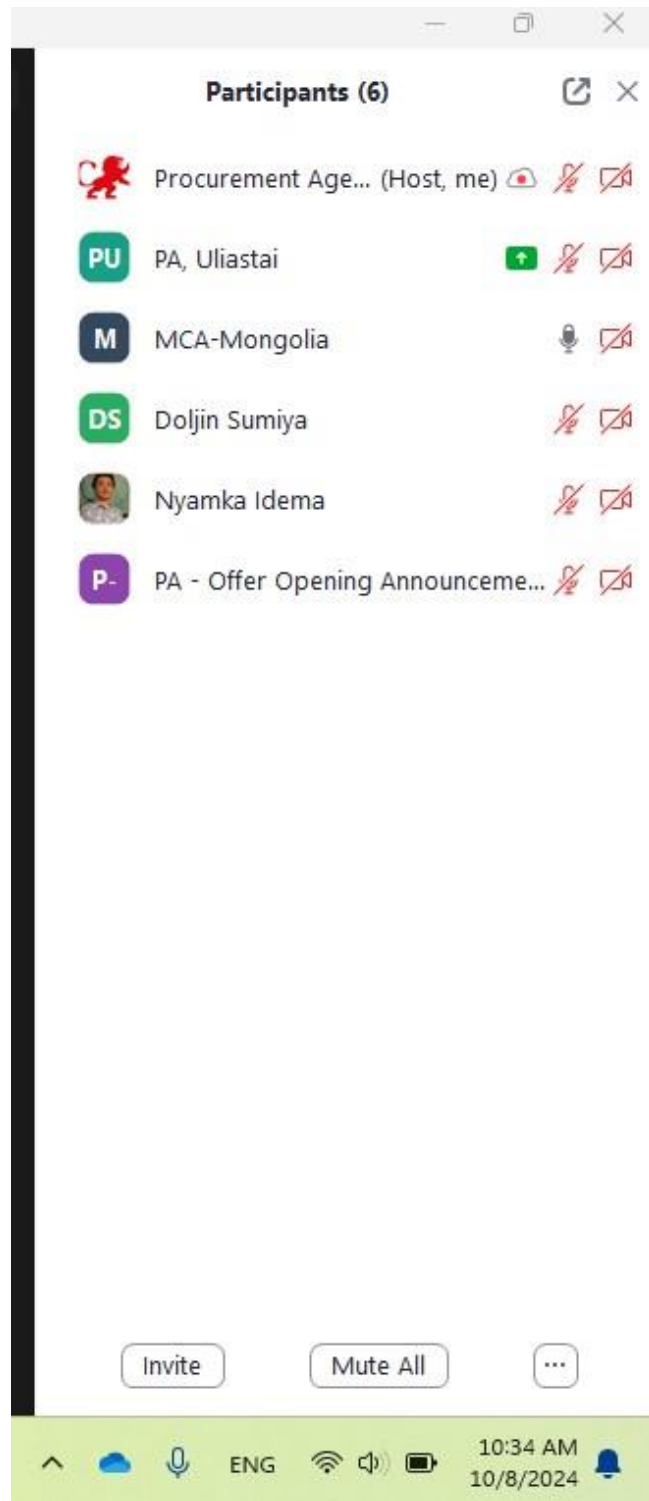 Participants (6)
Procurement Age... (Host, me)
PU PA, Uliastai
M MCA-Mongolia
DS Doljin Sumiya
Nyamka Idema
P- PA - Offer Opening Announceme...
Invite Mute All ...
ENG 10:34 AM
10/8/2024